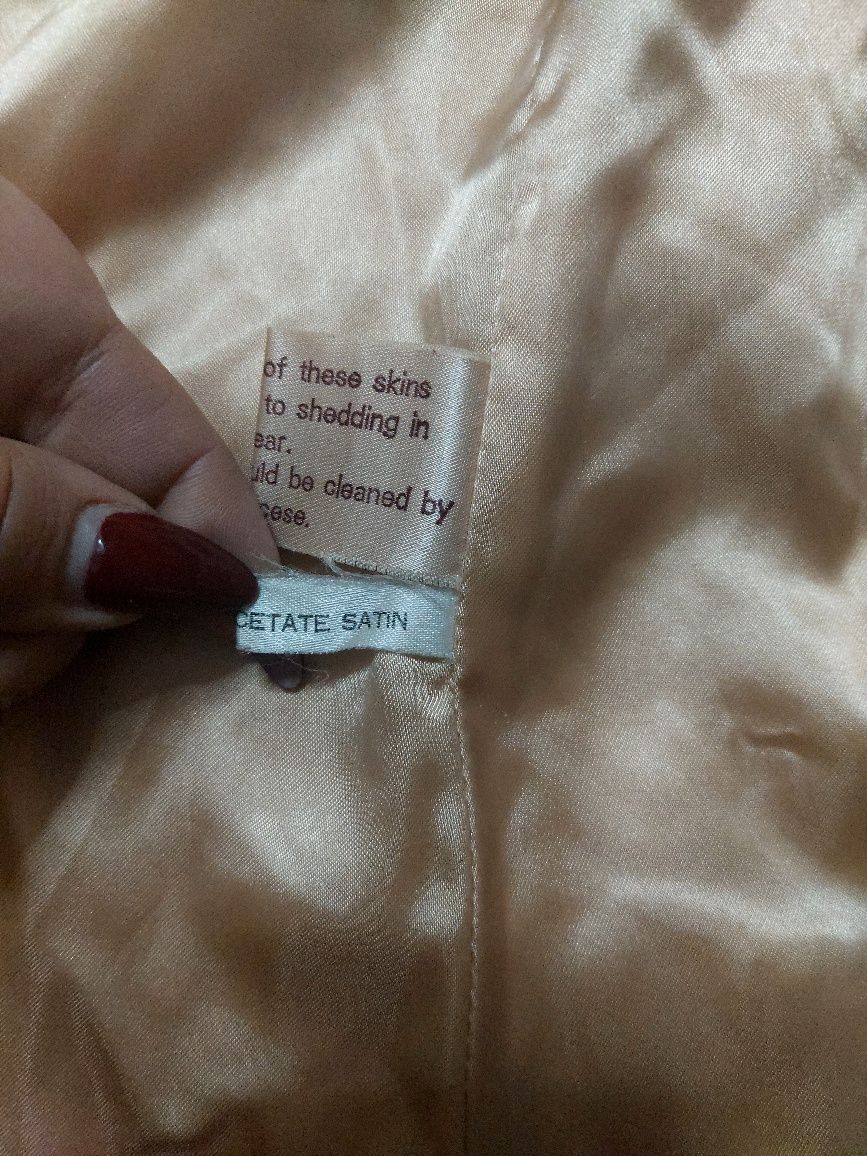 of these skins
to shedding in
ear.
uld be cleaned by
cese.
CETATE SATIN